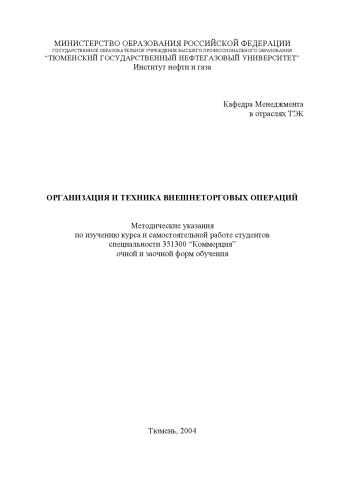 МИНИСТЕРСТВО ОБРАЗОВАНИЯ РОССИЙСКОЙ ФЕДЕРАЦИИ
ГОСУДАРСТВЕННОЕ ОБРАЗОВАТЕЛЬНОЕ УЧРЕЖДЕНИЕ ВЫСШЕГО ПРОФЕССИОНАЛЬНОГО ОБРАЗОВАНИЯ
“ТЮМЕНСКИЙ ГОСУДАРСТВЕННЫЙ НЕФТЕГАЗОВЫЙ УНИВЕРСИТЕТ”
Институт нефти и газа
Кафедра Менеджмента
в отраслях ТЭК
ОРГАНИЗАЦИЯ И ТЕХНИКА ВНЕШНЕТОРГОВЫХ ОПЕРАЦИЙ
Методические указания
по изучению курса и самостоятельной работе студентов
специальности 351300 “Коммерция”
очной и заочной форм обучения
Тюмень, 2004